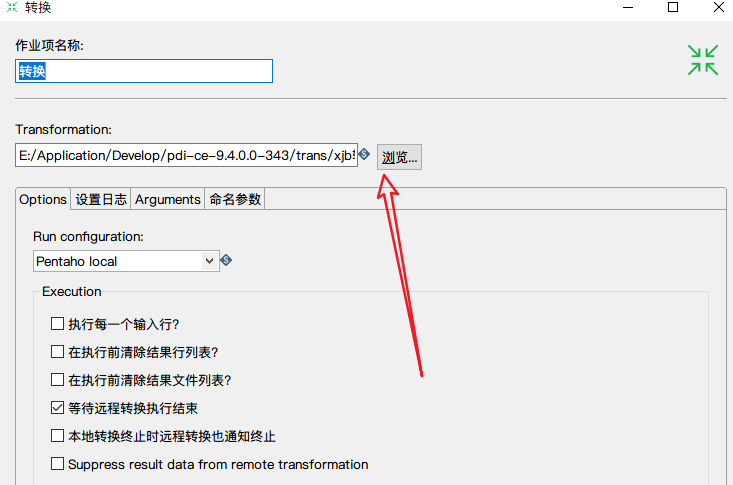 转换
作业项名称:
转换
Transformation:
E:/Application/Develop/pdi-ce-9.4.0.0-343/trans/xjb
浏览...
Options 设置日志 Arguments 命名参数
Run configuration:
Pentaho local
Execution
执行每一个输入行?
在执行前清除结果行列表?
在执行前清除结果文件列表?
等待远程转换执行结束
本地转换终止时远程转换也通知终止
Suppress result data from remote transformation